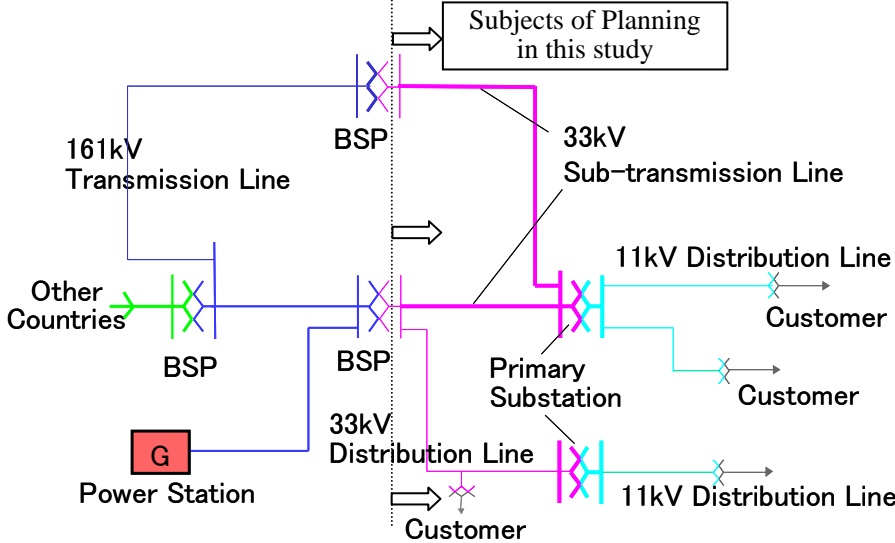 Subjects of Planning
in this study
BSP
161kV
Transmission Line
33kV
Sub-transmission Line
11kV Distribution Line
Other
Countries
Customer
BSP
BSP
Primary
Substation
Customer
33kV
Distribution Line
G
Power Station
11kV Distribution Line
Customer